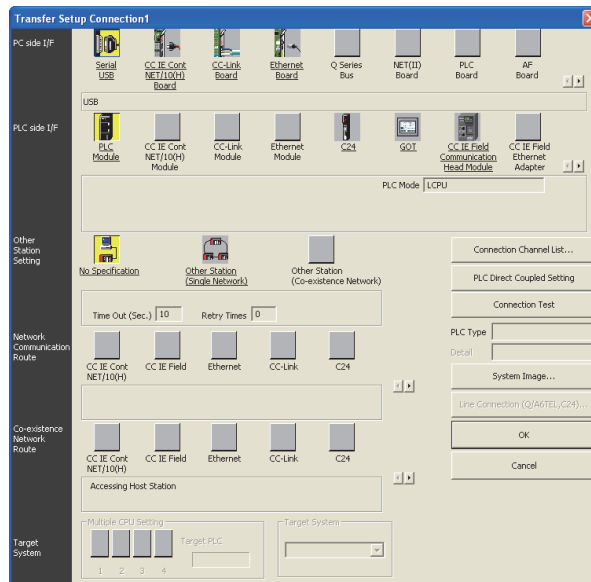 Transfer Setup Connection1
PC side I/F
Serial
USB
CC IE Cont
NET/10(H)
Board
CC-Link
Board
Ethernet
Board
Q Series
Bus
NET(II)
Board
PLC
Board
AF
Board
USB
PLC side I/F
PLC
Module
CC IE Cont
NET/10(H)
Module
CC-Link
Module
Ethernet
Module
C24
GOT
CC IE Field
Communication
Head Module
CC IE Field
Ethernet
Adapter
PLC Mode LCPU
Other
Station
Setting
No Specification
Other Station
(Single Network)
Other Station
(Co-existence Network)
Time Out (Sec.) 10 Retry Times 0
Connection Channel List...
PLC Direct Coupled Setting
Connection Test
PLC Type
Detail
System Image...
Line Connection (Q/A6TEL,C24)...
OK
Cancel
Network
Communication
Route
CC IE Cont
NET/10(H)
CC IE Field
Ethernet
CC-Link
C24
Co-existence
Network
Route
CC IE Cont
NET/10(H)
CC IE Field
Ethernet
CC-Link
C24
Accessing Host Station
Target
System
Multiple CPU Setting
1 2 3 4
Target PLC
Target System